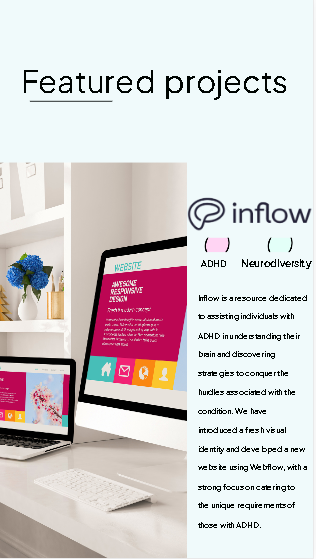 Featured projects
WEBSITE
AWESOME
RESPONSIVE
DESIGN
inflow
( ) ( )
ADHD Neurodiversity
Inflow is a resource dedicated
to assisting individuals with
ADHD in understanding their
brain and discovering
strategies to conquer the
hurdles associated with the
condition. We have
introduced a fresh visual
identity and developed a new
website using Webflow, with a
strong focus on catering to
the unique requirements of
those with ADHD.